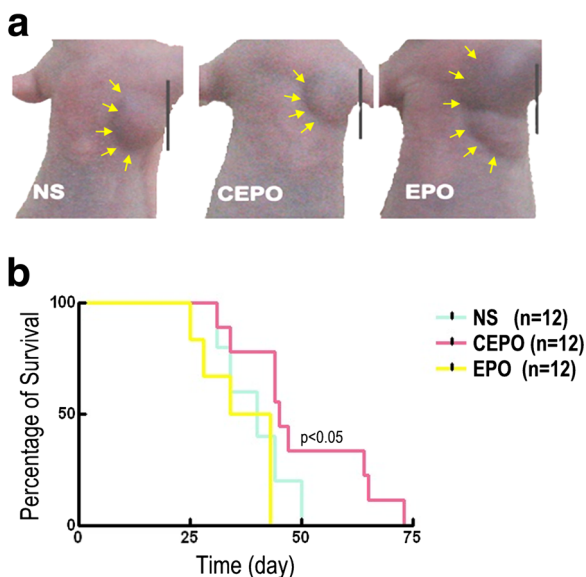 a
NS
CEPO
EPO
b
Percentage of Survival
100
50
0
0
25
50
75
Time (day)
p<0.05
NS (n=12)
CEPO (n=12)
EPO (n=12)